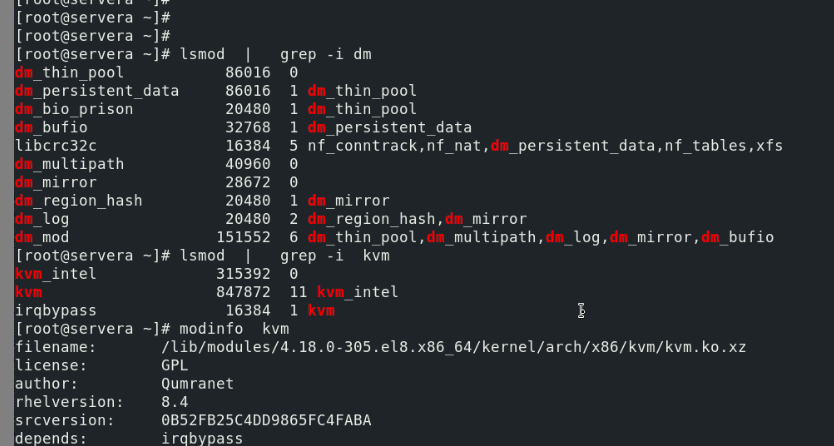 [root@servera ~]#
[root@servera ~]#
[root@servera ~]#
[root@servera ~]# lsmod  |   grep -i dm
dm_thin_pool           86016  0
dm_persistent_data     86016  1 dm_thin_pool
dm_bio_prison          20480  1 dm_thin_pool
dm_bufio               32768  1 dm_persistent_data
libcrc32c              16384  5 nf_conntrack,nf_nat,dm_persistent_data,nf_tables,xfs
dm_multipath           40960  0
dm_mirror              28672  0
dm_region_hash         20480  1 dm_mirror
dm_log                 20480  2 dm_region_hash,dm_mirror
dm_mod                151552  6 dm_thin_pool,dm_multipath,dm_log,dm_mirror,dm_bufio
[root@servera ~]# lsmod  |   grep -i  kvm
kvm_intel             315392  0
kvm                   847872  11 kvm_intel
irqbypass              16384  1 kvm
[root@servera ~]# modinfo  kvm
filename:       /lib/modules/4.18.0-305.el8.x86_64/kernel/arch/x86/kvm/kvm.ko.xz
license:        GPL
author:         Qumranet
rhelversion:    8.4
srcversion:     0B52FB25C4DD9865FC4FABA
depends:        irqbypass